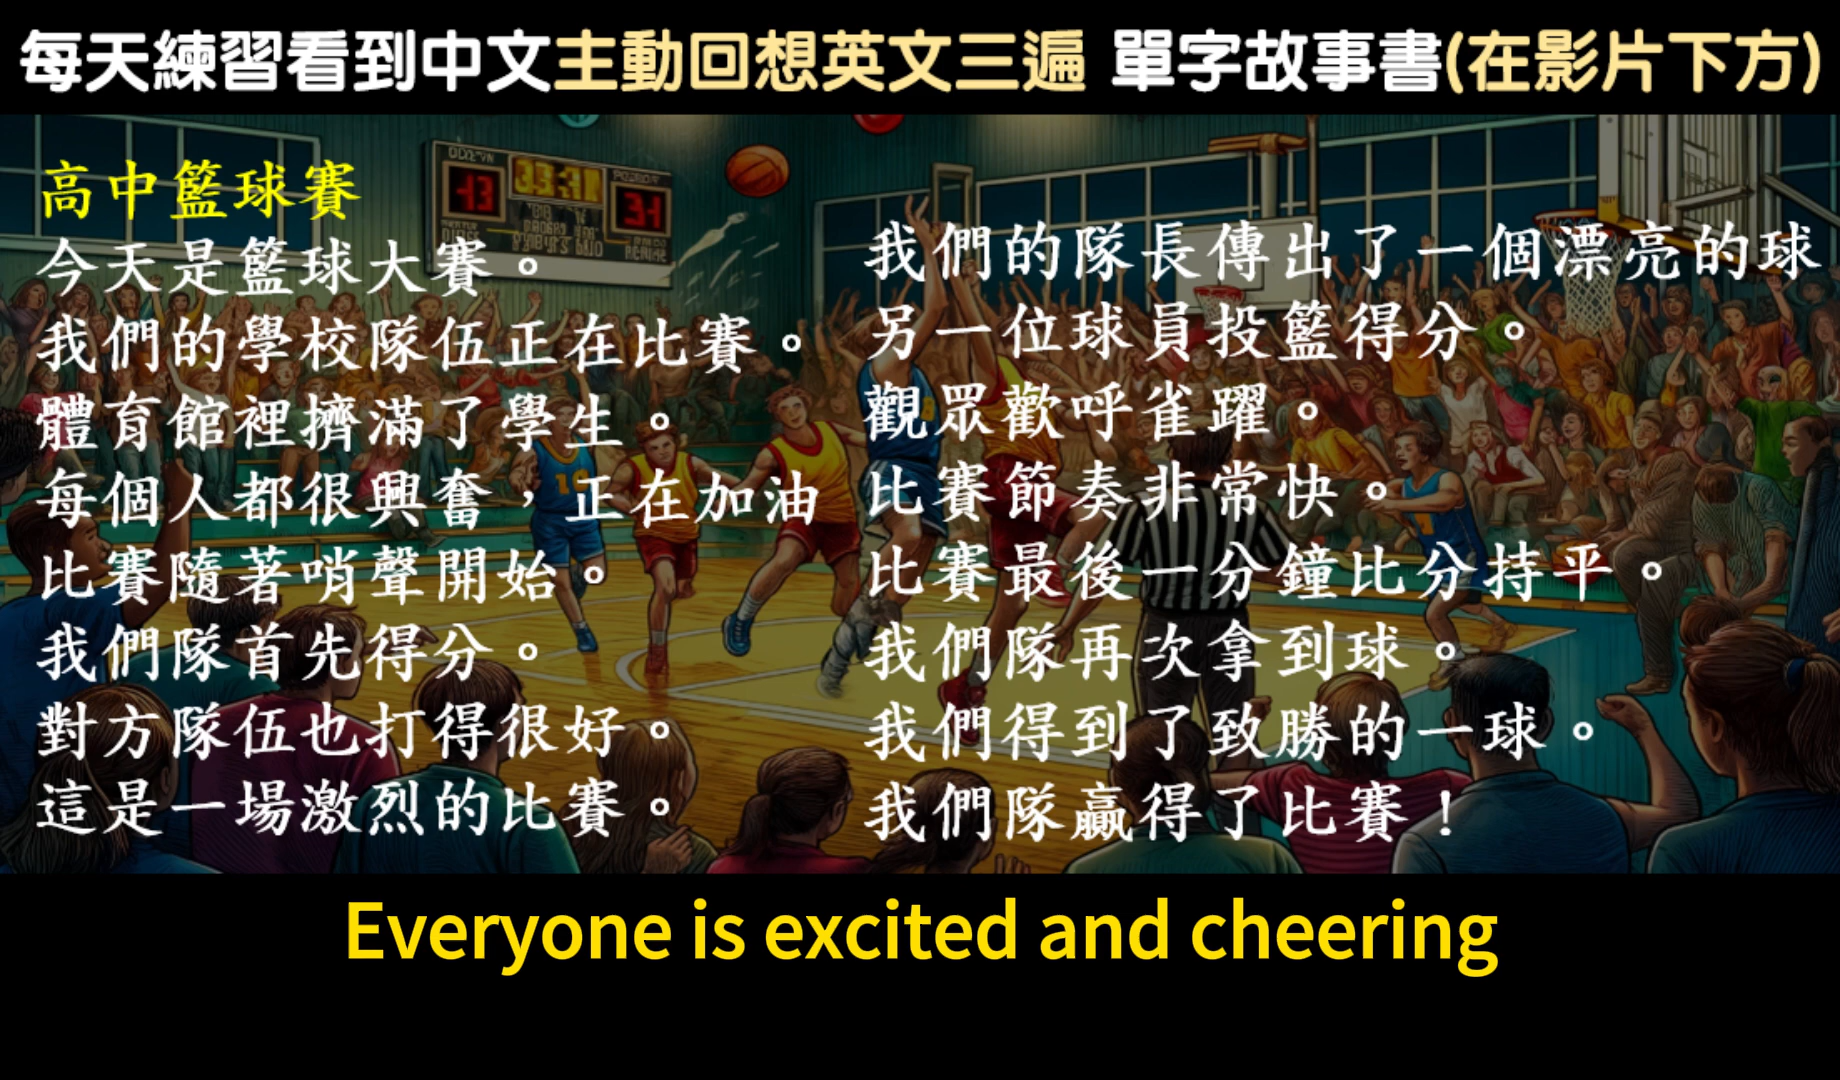 每天練習看到中文主動回想英文三遍 單字故事書(在影片下方)
高中籃球賽
今天是籃球大賽。
我們的學校隊伍正在比賽。
體育館裡擠滿了學生。
每個人都很興奮，正在加油
比賽隨著哨聲開始。
我們隊首先得分。
對方隊伍也打得很好。
這是一場激烈的比賽。
我們的隊長傳出了一個漂亮的球
另一位球員投籃得分。
觀眾歡呼雀躍。
比賽節奏非常快。
比賽最後一分鐘比分持平。
我們隊再次拿到球。
我們得到了致勝的一球。
我們隊贏得了比賽！
Everyone is excited and cheering